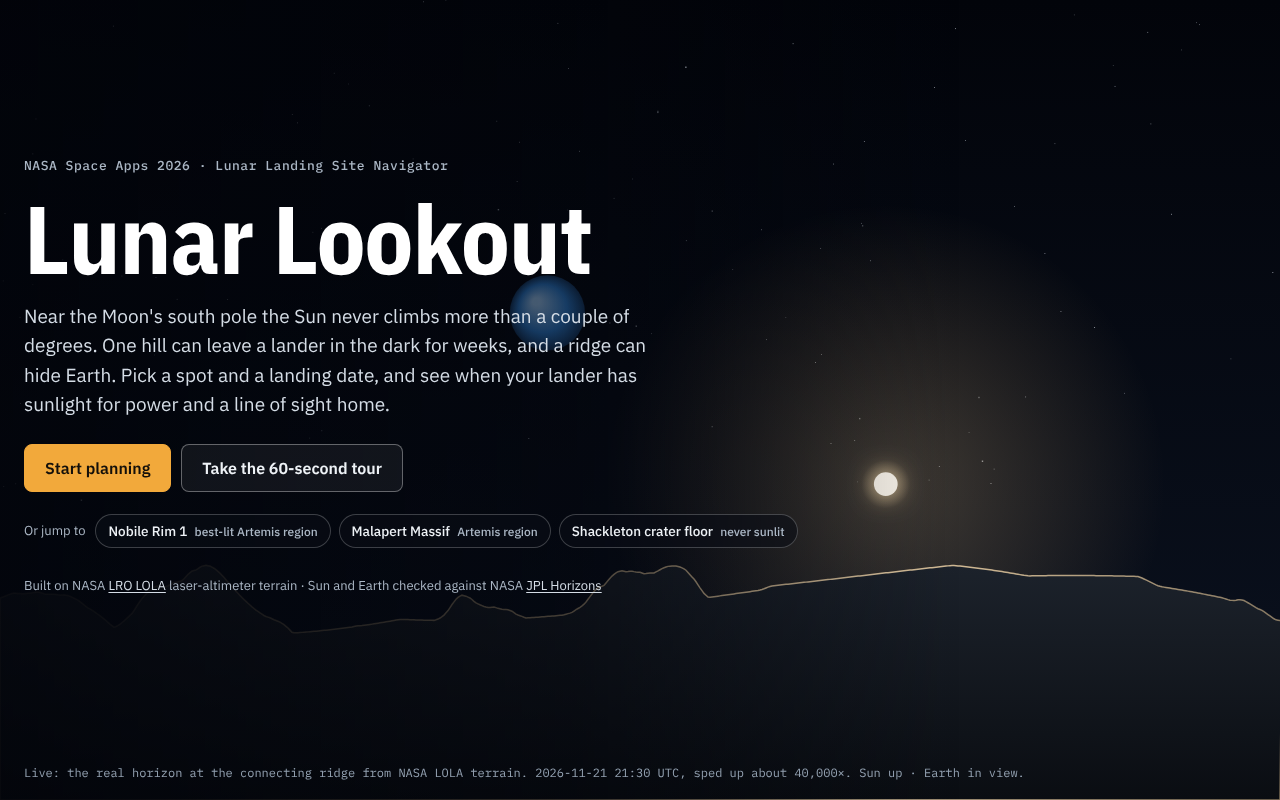 NASA Space Apps 2026 · Lunar Landing Site Navigator
Lunar Lookout
Near the Moon's south pole the Sun never climbs more than a couple of
degrees. One hill can leave a lander in the dark for weeks, and a ridge can
hide Earth. Pick a spot and a landing date, and see when your lander has
sunlight for power and a line of sight home.
Start planning
Take the 60-second tour
Or jump to
Nobile Rim 1 best-lit Artemis region
Malapert Massif Artemis region
Shackleton crater floor never sunlit
Built on NASA LRO LOLA laser-altimeter terrain · Sun and Earth checked against NASA JPL Horizons
Live: the real horizon at the connecting ridge from NASA LOLA terrain. 2026-11-21 21:30 UTC, sped up about 40,000×. Sun up · Earth in view.